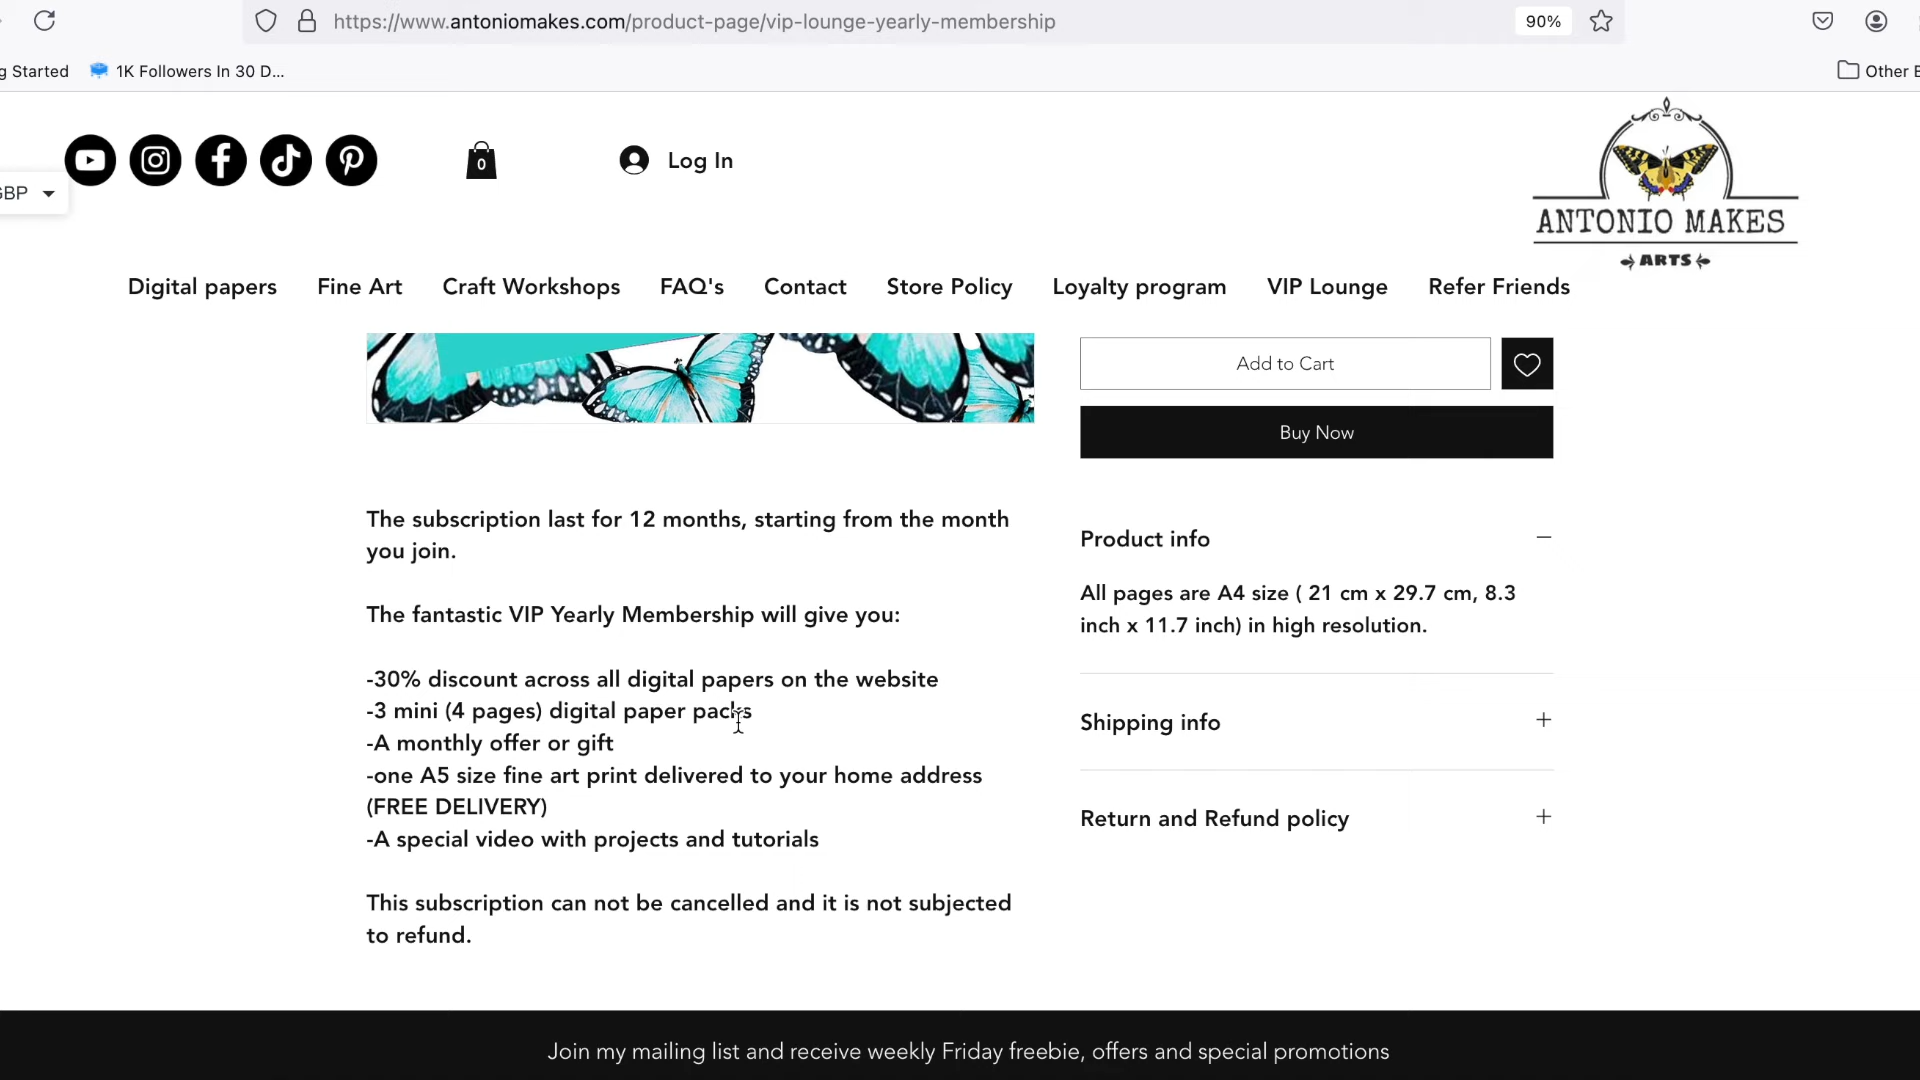 https://www.antoniomakes.com/product-page/vip-lounge-yearly-membership
90%
g Started
1K Followers In 30 D...
Other
0
Log In
GBP
ANTONIO MAKES
ARTS
Digital papers
Fine Art
Craft Workshops
FAQ's
Contact
Store Policy
Loyalty program
VIP Lounge
Refer Friends
Add to Cart
Buy Now
The subscription last for 12 months, starting from the month
you join.
The fantastic VIP Yearly Membership will give you:
-30% discount across all digital papers on the website
-3 mini (4 pages) digital paper packs
-A monthly offer or gift
-one A5 size fine art print delivered to your home address
(FREE DELIVERY)
-A special video with projects and tutorials
This subscription can not be cancelled and it is not subjected
to refund.
Product info
All pages are A4 size ( 21 cm x 29.7 cm, 8.3
inch x 11.7 inch) in high resolution.
Shipping info
Return and Refund policy
Join my mailing list and receive weekly Friday freebie, offers and special promotions